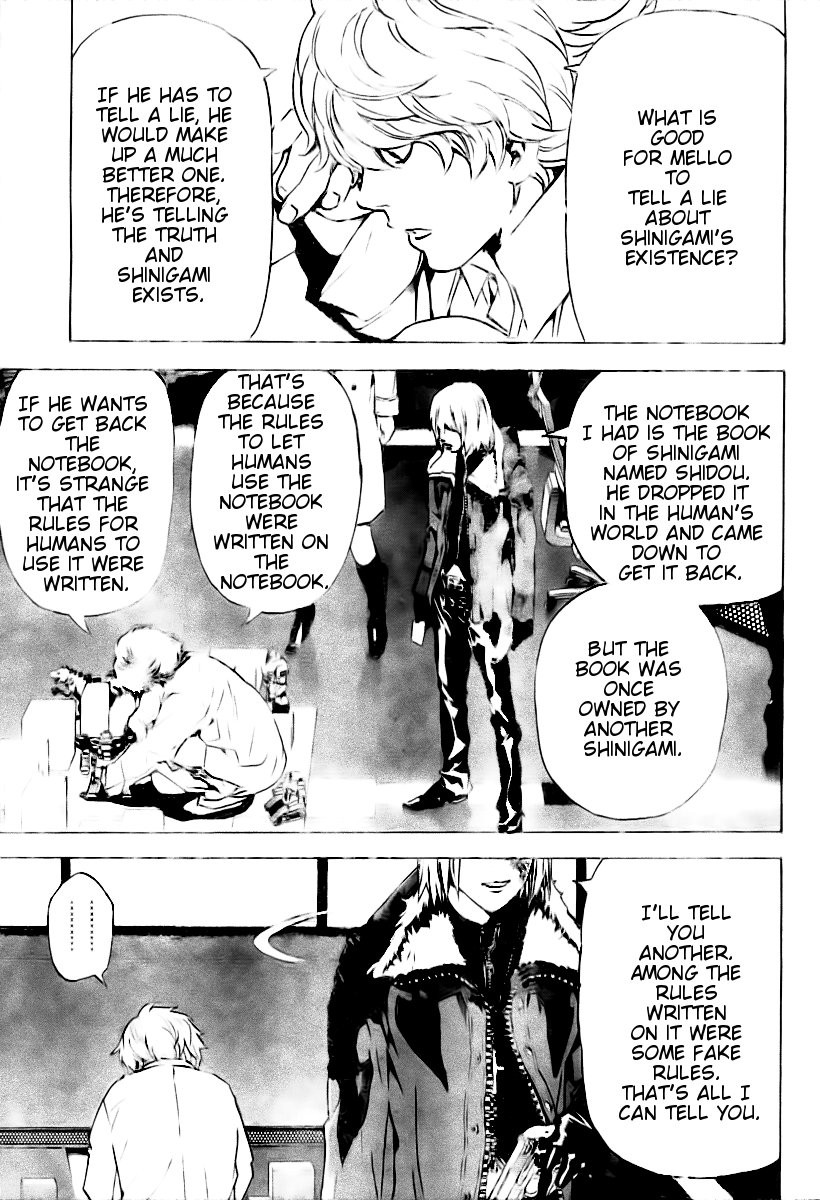 WHAT IS
GOOD
FOR MELLO
TO
TELL A LIE
ABOUT
SHINIGAMI'S
EXISTENCE?
IF HE HAS TO
TELL A LIE, HE
WOULD MAKE
UP A MUCH
BETTER ONE.
THEREFORE,
HE'S TELLING
THE TRUTH
AND
SHINIGAMI
EXISTS.
THE NOTEBOOK
I HAD IS THE BOOK
OF SHINIGAMI
NAMED SHIDOU.
HE DROPPED IT
IN THE HUMAN'S
WORLD AND CAME
DOWN TO
GET IT BACK.
BUT THE
BOOK WAS
ONCE
OWNED BY
ANOTHER
SHINIGAMI.
THAT'S
BECAUSE
THE RULES
TO LET
HUMANS
USE THE
NOTEBOOK
WERE
WRITTEN ON
THE
NOTEBOOK.
IF HE WANTS
TO GET BACK
THE
NOTEBOOK,
IT'S STRANGE
THAT THE
RULES FOR
HUMANS TO
USE IT WERE
WRITTEN.
I'LL TELL
YOU
ANOTHER.
AMONG THE
RULES
WRITTEN
ON IT WERE
SOME FAKE
RULES.
THAT'S ALL I
CAN TELL YOU.